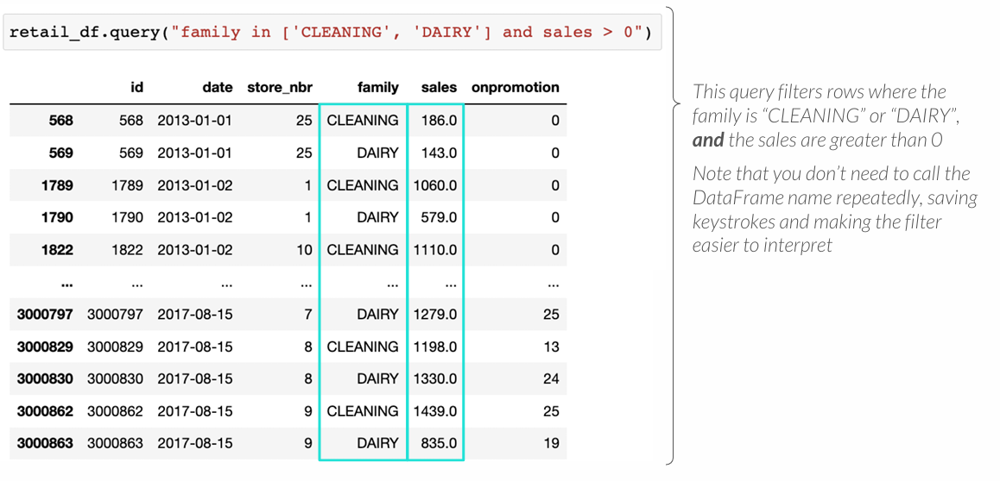 retail_df.query("family in ['CLEANING', 'DAIRY'] and sales > 0")
id date store_nbr family sales onpromotion
568 568 2013-01-01 25 CLEANING 186.0 0
569 569 2013-01-01 25 DAIRY 143.0 0
1789 1789 2013-01-02 1 CLEANING 1060.0 0
1790 1790 2013-01-02 1 DAIRY 579.0 0
1822 1822 2013-01-02 10 CLEANING 1110.0 0
... ... ... ... ... ... ...
3000797 3000797 2017-08-15 7 DAIRY 1279.0 25
3000829 3000829 2017-08-15 8 CLEANING 1198.0 13
3000830 3000830 2017-08-15 8 DAIRY 1330.0 24
3000862 3000862 2017-08-15 9 CLEANING 1439.0 25
3000863 3000863 2017-08-15 9 DAIRY 835.0 19
This query filters rows where the
family is “CLEANING” or “DAIRY”,
and the sales are greater than 0
Note that you don’t need to call the
DataFrame name repeatedly, saving
keystrokes and making the filter
easier to interpret